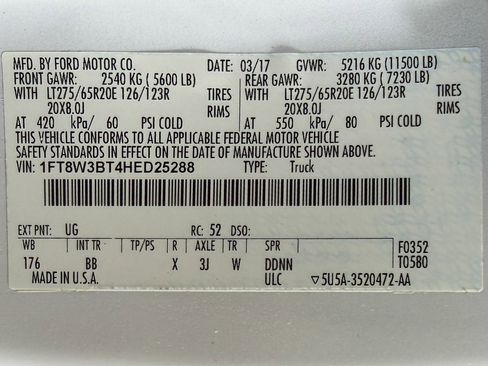 MFD. BY FORD MOTOR CO. DATE: 03/17 GVWR: 5216 KG (11500 LB)
FRONT GAWR: 2540 KG (5600 LB) REAR GAWR: 3280 KG (7230 LB)
WITH LT275/65R20E 126/123R TIRES WITH LT275/65R20E 126/123R TIRES
20X8.0J RIMS 20X8.0J RIMS
AT 420 kPa/ 60 PSI COLD AT 550 kPa/ 80 PSI COLD
THIS VEHICLE CONFORMS TO ALL APPLICABLE FEDERAL MOTOR VEHICLE
SAFETY STANDARDS IN EFFECT ON THE DATE OF MANUFACTURE SHOWN ABOVE.
VIN: 1FT8W3BT4HED25288 TYPE: Truck
EXT PNT: UG RC: 52 DSO:
WB INT TR TP/PS R AXLE TR SPR F0352
176 BB X 3J W DDNN T0580
MADE IN U.S.A. ULC ▽5U5A-3520472-AA